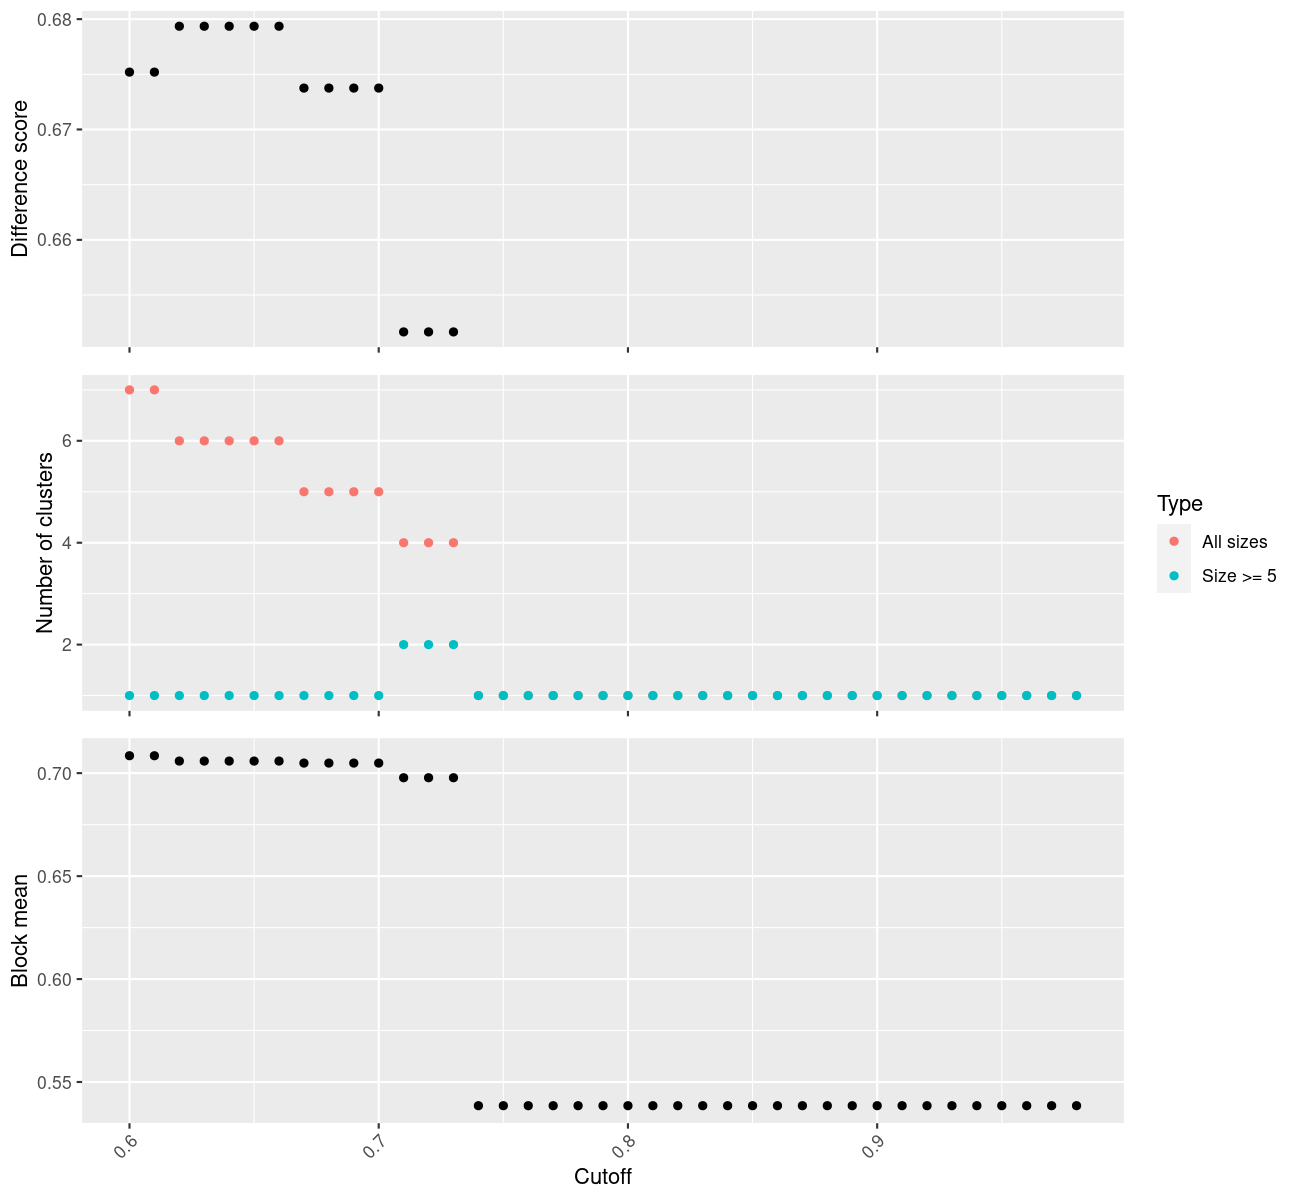 Difference score
0.68
0.67
0.66
Number of clusters
6
4
2
Type
All sizes
Size >= 5
Block mean
0.70
0.65
0.60
0.55
0.6
0.7
0.8
0.9
Cutoff